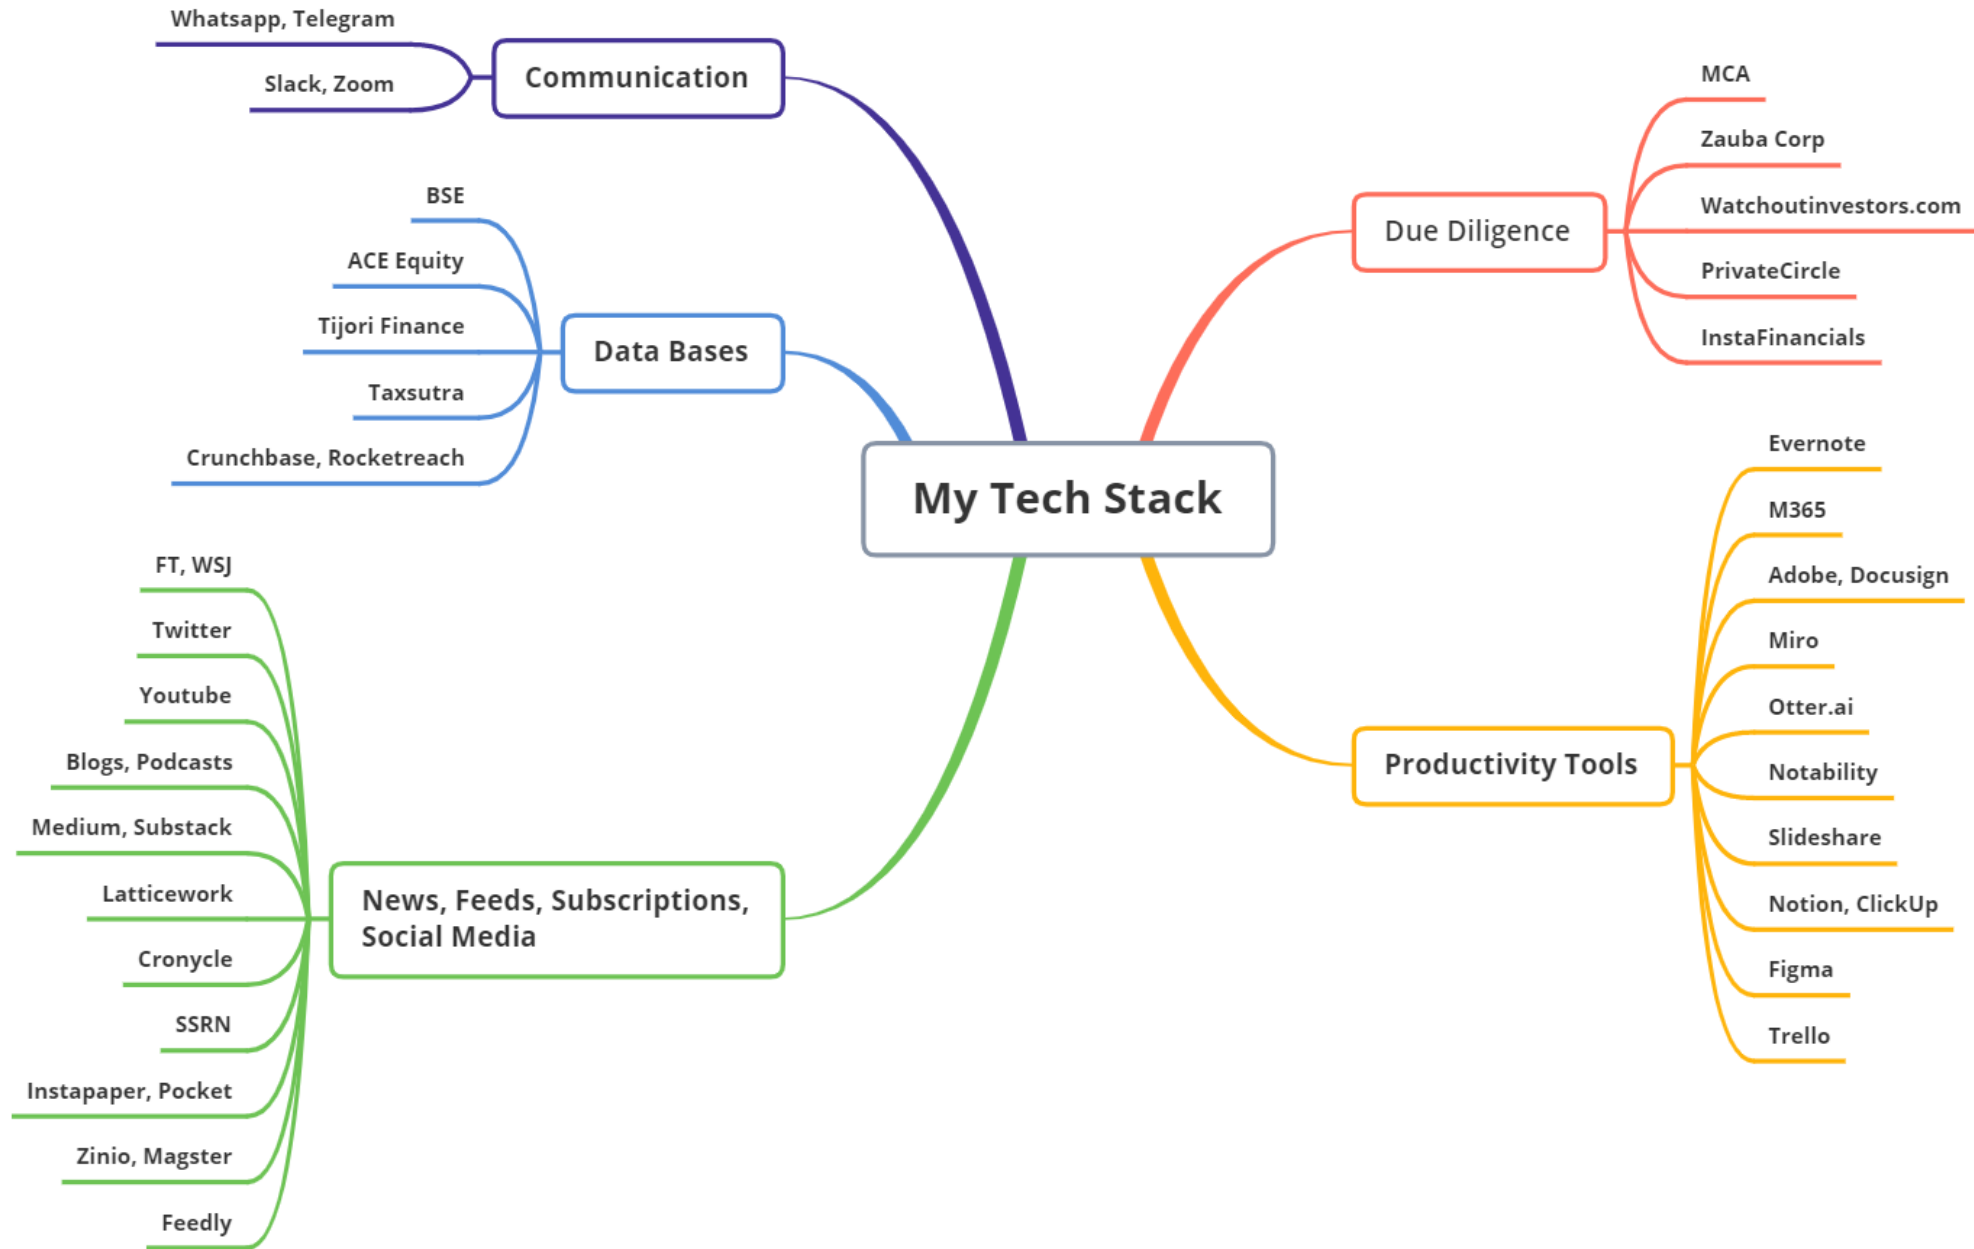 My Tech Stack
Communication
Whatsapp, Telegram
Slack, Zoom
Data Bases
BSE
ACE Equity
Tijori Finance
Taxsutra
Crunchbase, Rocketreach
News, Feeds, Subscriptions,
Social Media
FT, WSJ
Twitter
Youtube
Blogs, Podcasts
Medium, Substack
Latticework
Cronycle
SSRN
Instapaper, Pocket
Zinio, Magster
Feedly
Due Diligence
MCA
Zauba Corp
Watchoutinvestors.com
PrivateCircle
InstaFinancials
Productivity Tools
Evernote
M365
Adobe, Docusign
Miro
Otter.ai
Notability
Slideshare
Notion, ClickUp
Figma
Trello